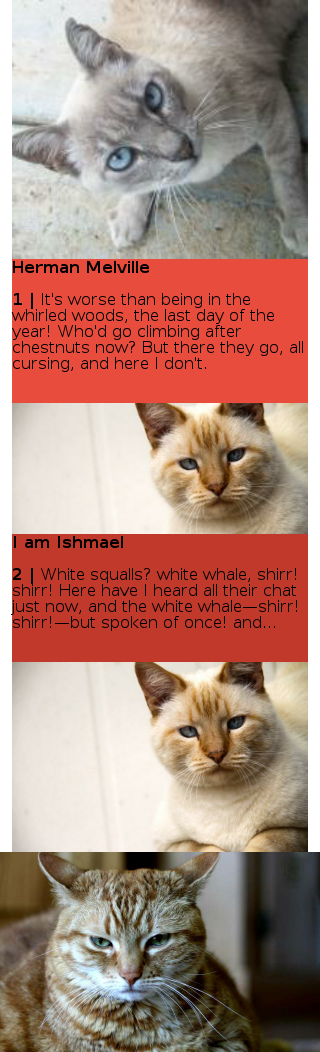 Herman Melville
1 | It's worse than being in the
whirled woods, the last day of the
year! Who'd go climbing after
chestnuts now? But there they go, all
cursing, and here I don't.
I am Ishmael
2 | White squalls? white whale, shirr!
shirr! Here have I heard all their chat
just now, and the white whale—shirr!
shirr!—but spoken of once! and...